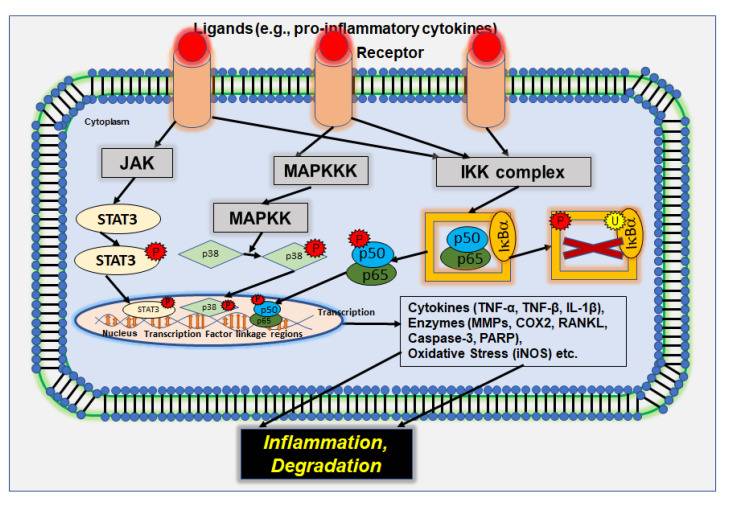 Ligands (e.g., pro-inflammatory cytokines)
Receptor
Cytoplasm
JAK
MAPKKK
IKK complex
STAT3
MAPKK
P
U
IκBα
IκBα
p50
p65
P
p50
p65
STAT3
P
p38
p38
P
STAT3
P
p38
P
P
p50
p65
Nucleus
Transcription Factor linkage regions
Transcription
Cytokines (TNF-α, TNF-β, IL-1β),
Enzymes (MMPs, COX2, RANKL,
Caspase-3, PARP),
Oxidative Stress (iNOS) etc.
Inflammation,
Degradation